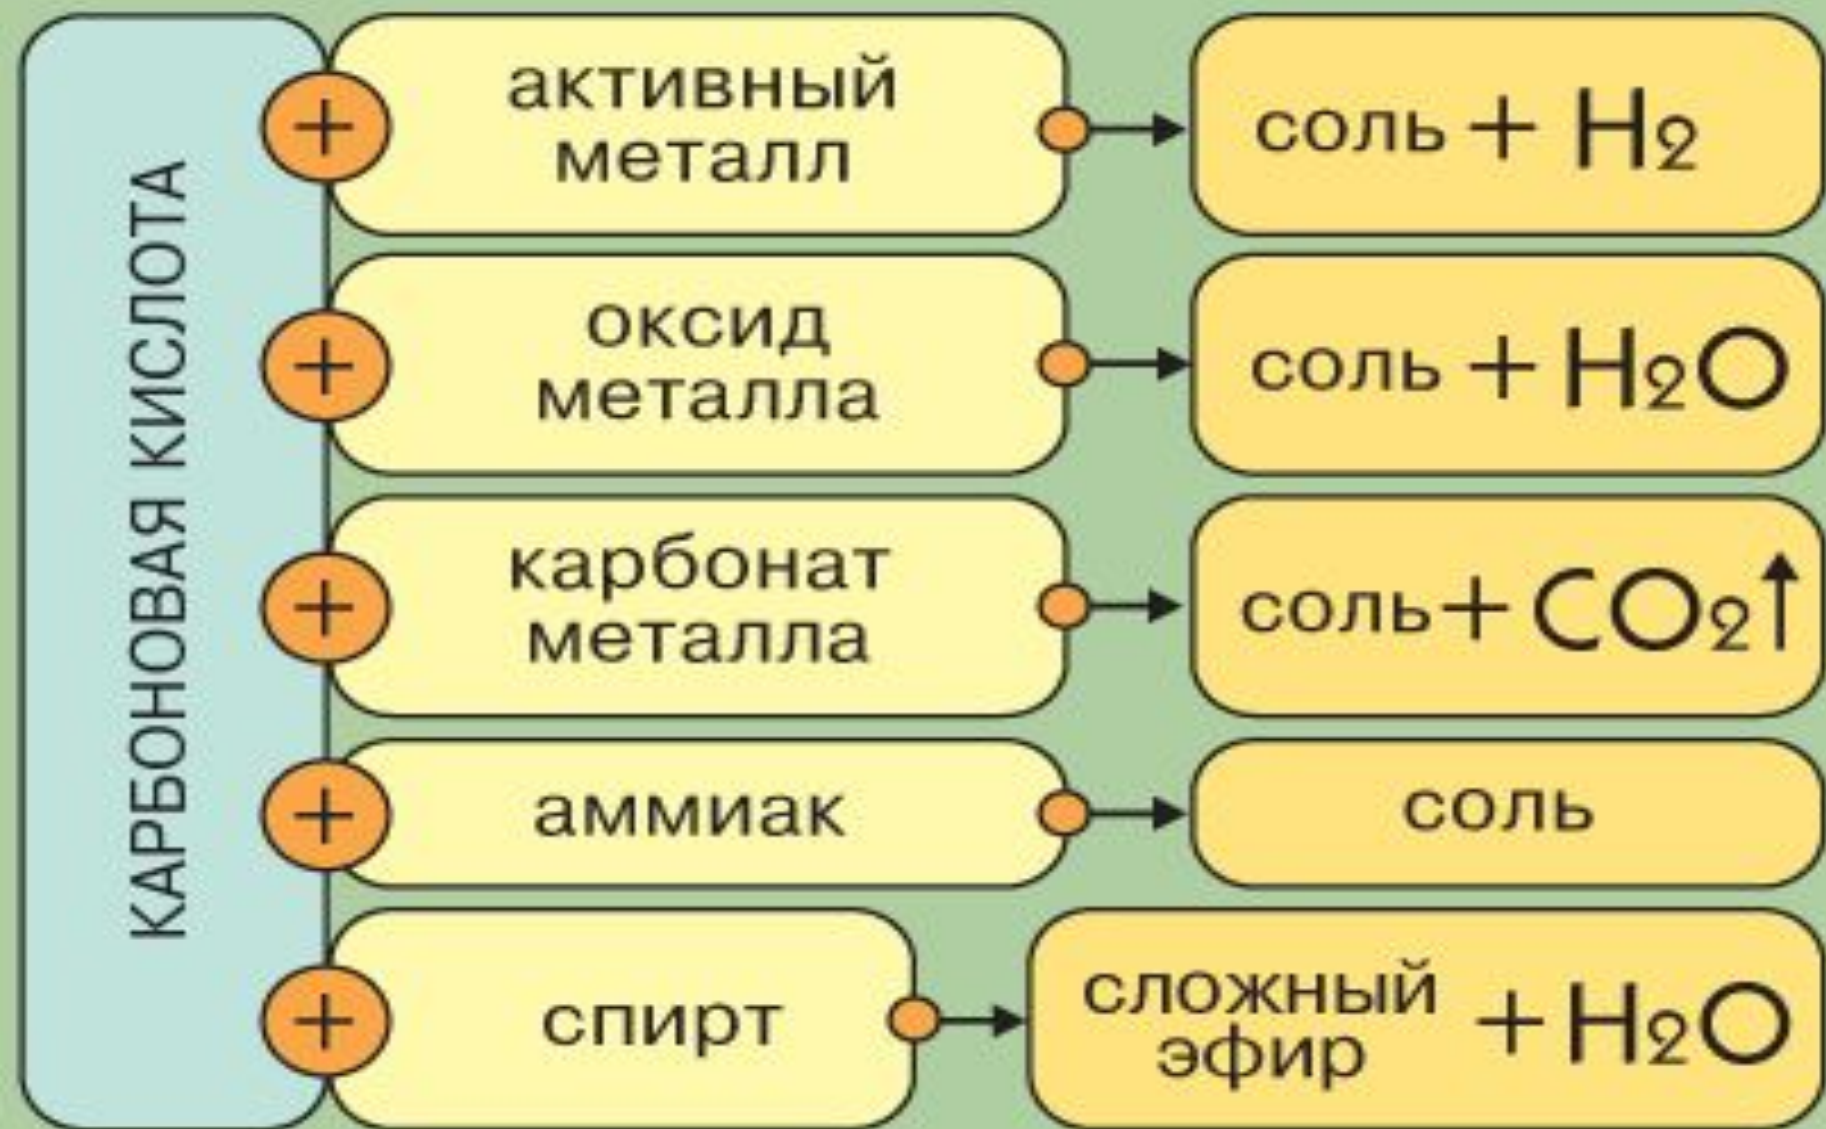 КАРБОНОВАЯ КИСЛОТА
+ активный
металл
соль + H₂
+ оксид
металла
соль + H₂O
+ карбонат
металла
соль + CO₂↑
+ аммиак
соль
+ спирт
сложный
эфир + H₂O